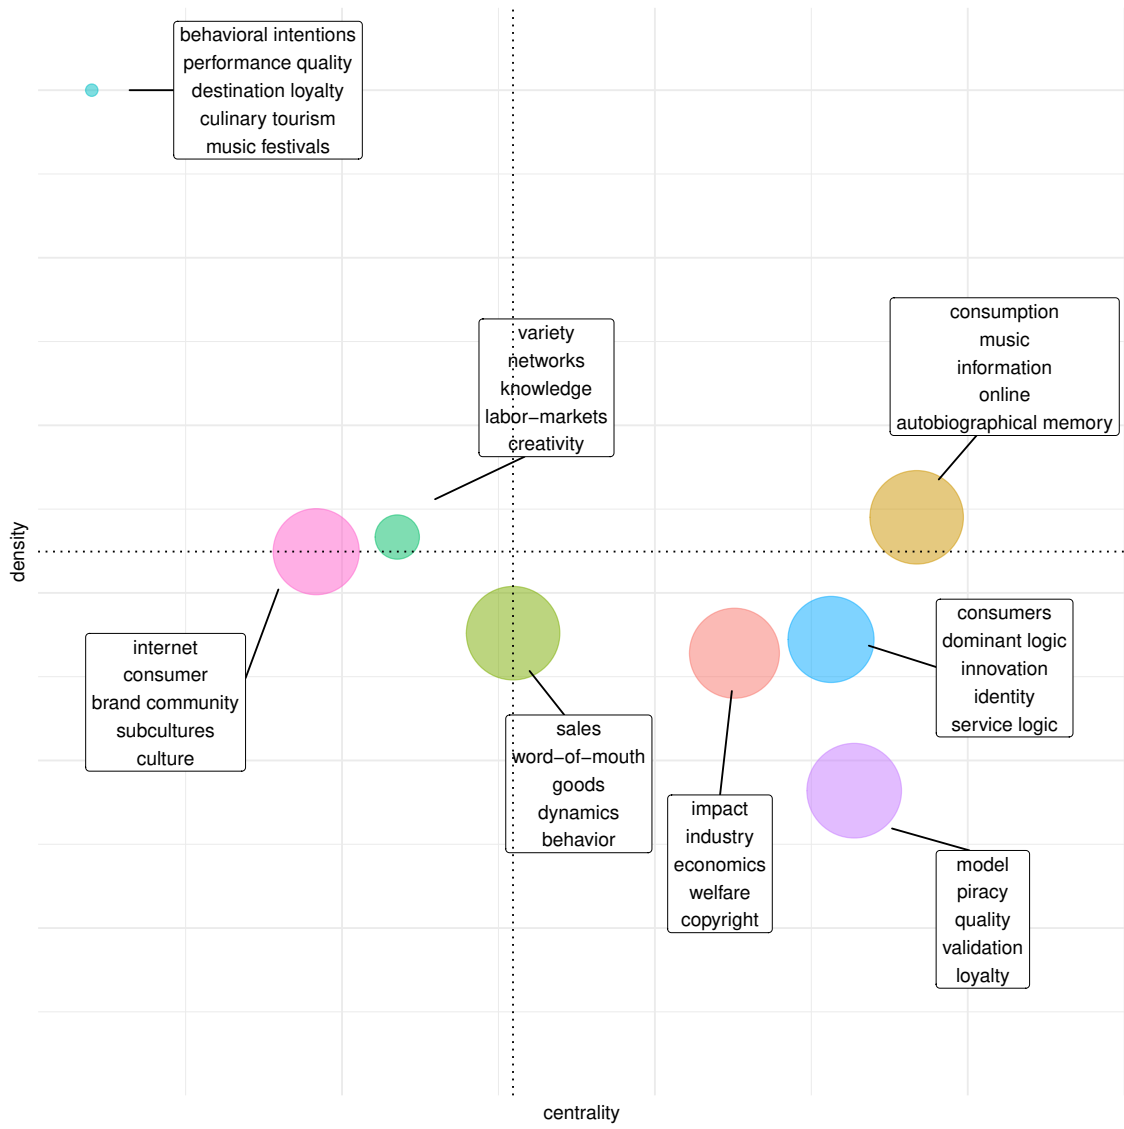 behavioral intentions
performance quality
destination loyalty
culinary tourism
music festivals
variety
networks
knowledge
labor−markets
creativity
consumption
music
information
online
autobiographical memory
density
internet
consumer
brand community
subcultures
culture
sales
word−of−mouth
goods
dynamics
behavior
consumers
dominant logic
innovation
identity
service logic
impact
industry
economics
welfare
copyright
model
piracy
quality
validation
loyalty
centrality